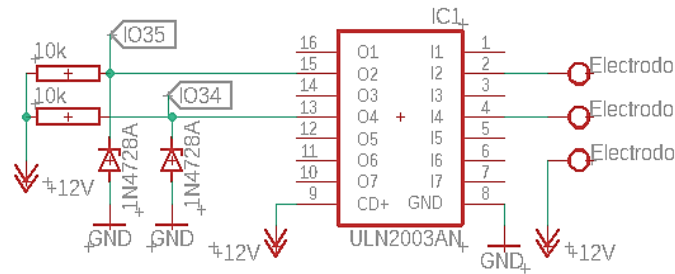 IC1
IO35
10k
16 O1 I1 1
15 O2 I2 2 Electrodo
10k
IO34
14 O3 I3 3
13 O4 I4 4 Electrodo
12 O5 I5 5
1N4728A
1N4728A
11 O6 I6 6 Electrodo
10 O7 I7 7
+12V
9 CD+ GND 8
GND
GND
+12V
ULN2003AN
GND
+12V